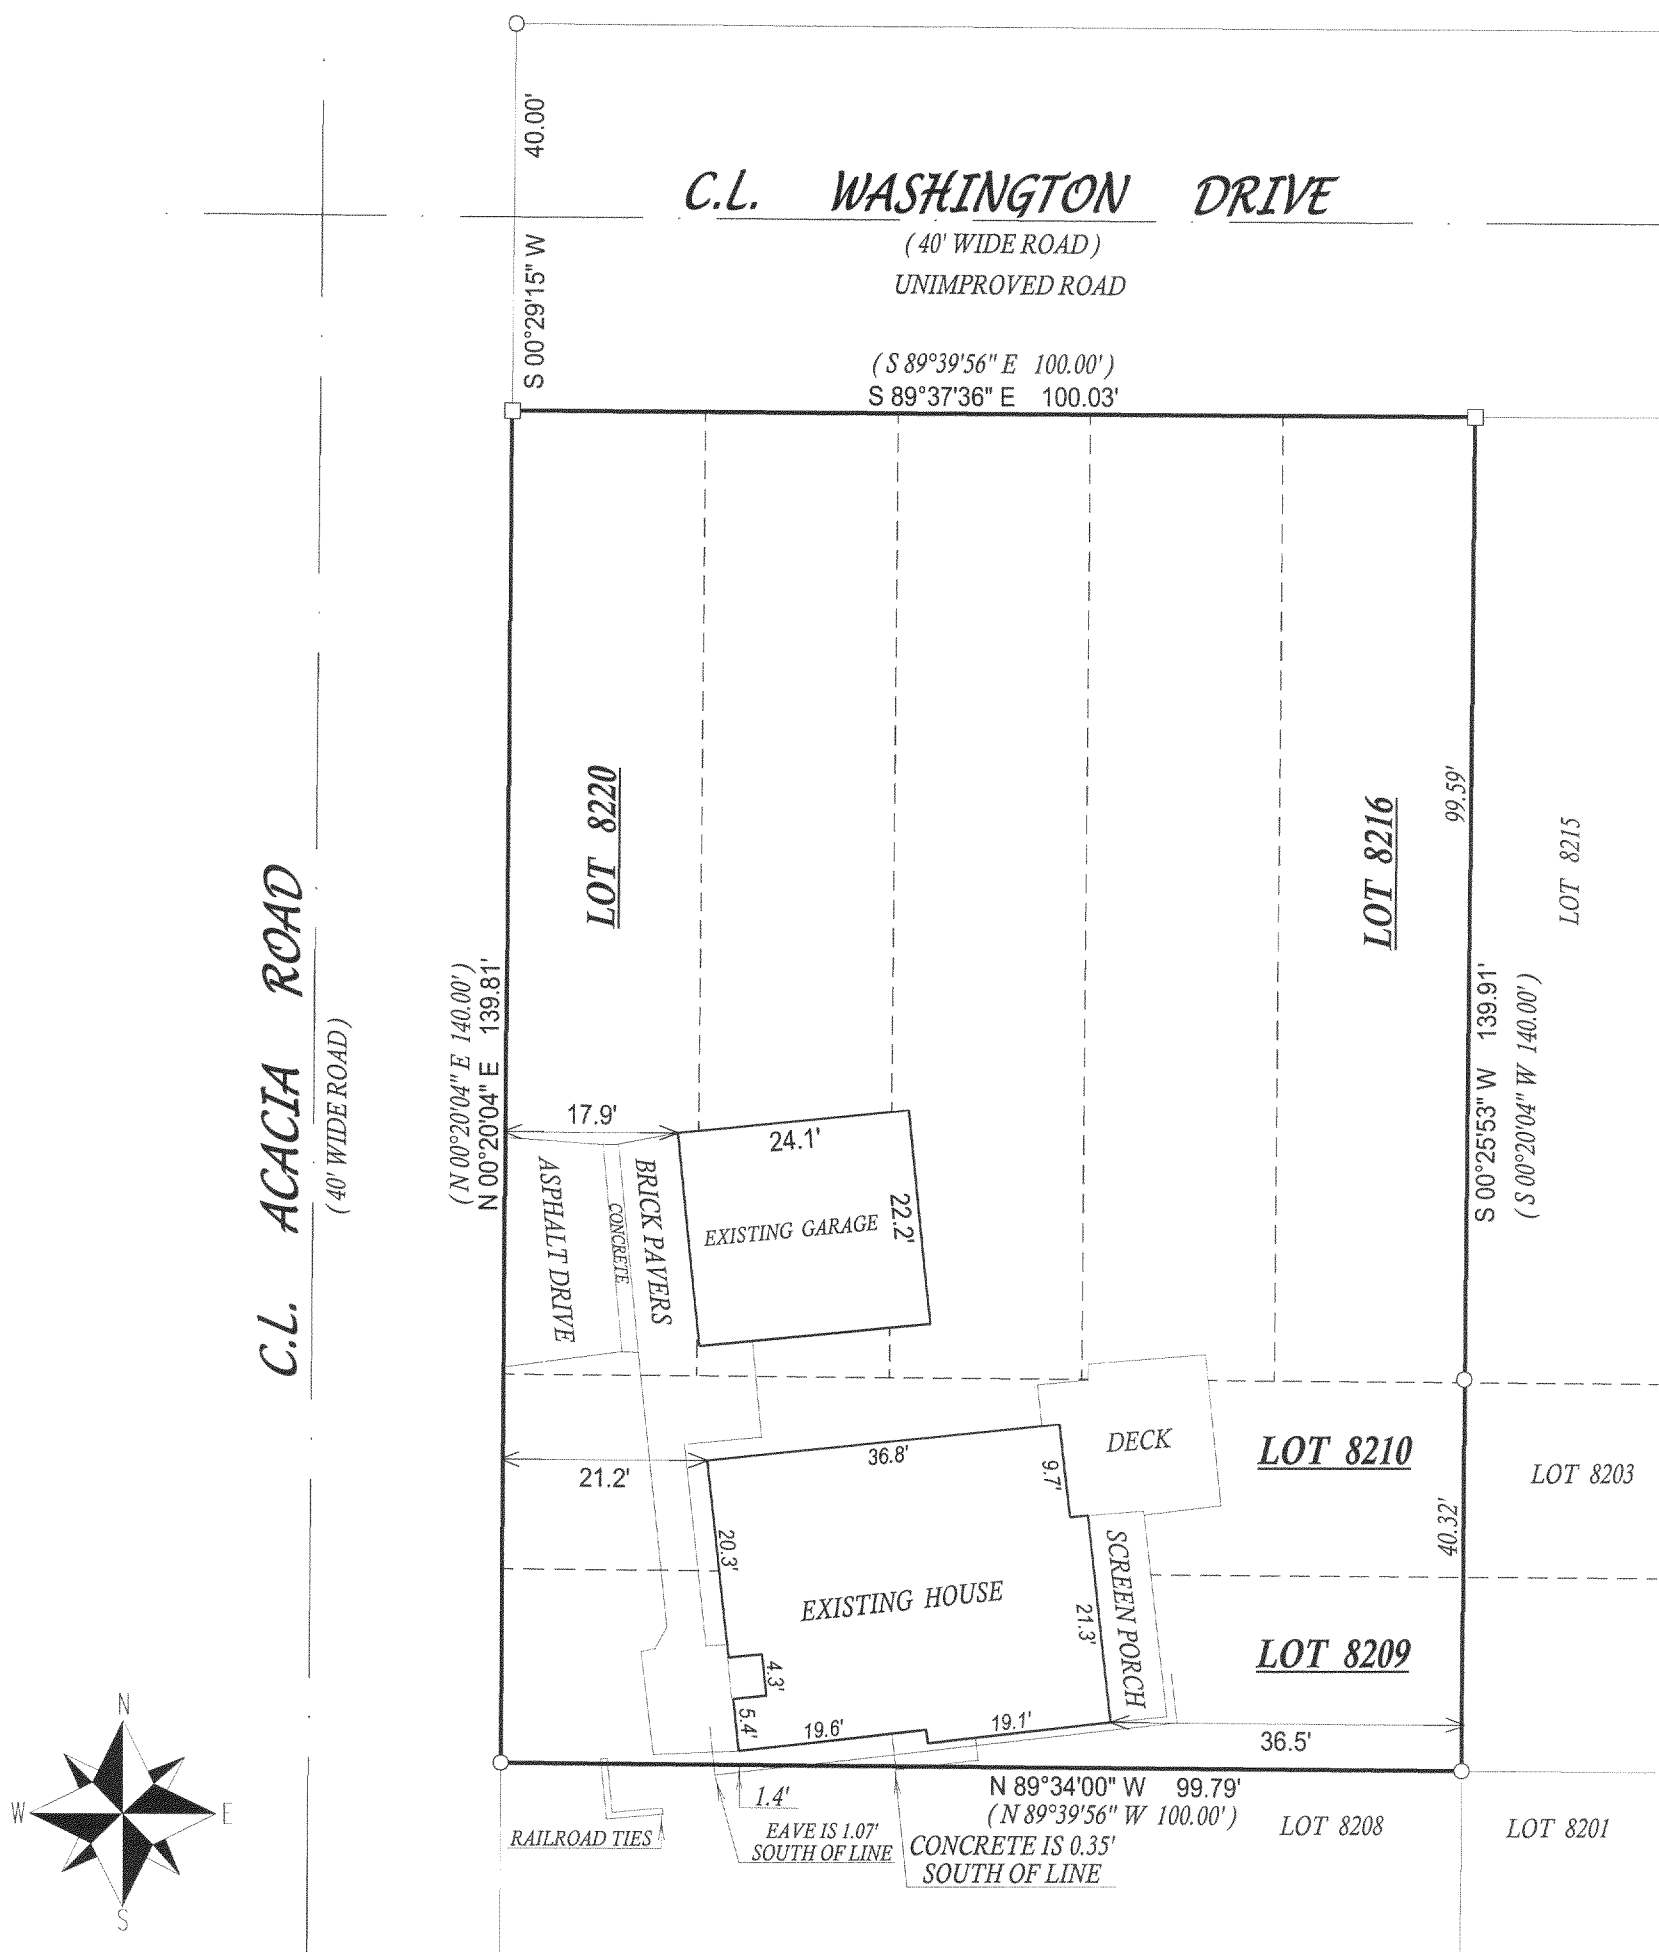 40.00'
S 00°29'15" W
C.L. WASHINGTON DRIVE
( 40' WIDE ROAD )
UNIMPROVED ROAD
( S 89°39'56" E 100.00' )
S 89°37'36" E 100.03'
LOT 8220
LOT 8216
99.59'
LOT 8215
C.L. ACACIA ROAD
( 40' WIDE ROAD )
( N 00°20'04" E 140.00' )
N 00°20'04" E 139.81'
S 00°25'53" W 139.91'
( S 00°20'04" W 140.00' )
17.9'
24.1'
22.2'
EXISTING GARAGE
ASPHALT DRIVE
CONCRETE
BRICK PAVERS
DECK
LOT 8210
LOT 8203
36.8'
9.7'
21.2'
20.3'
40.32'
EXISTING HOUSE
SCREEN PORCH
21.3'
LOT 8209
4.3'
5.4'
19.6'
19.1'
36.5'
N 89°34'00" W 99.79'
( N 89°39'56" W 100.00' )
1.4'
RAILROAD TIES
EAVE IS 1.07'
SOUTH OF LINE
CONCRETE IS 0.35'
SOUTH OF LINE
LOT 8208
LOT 8201
N
W
E
S